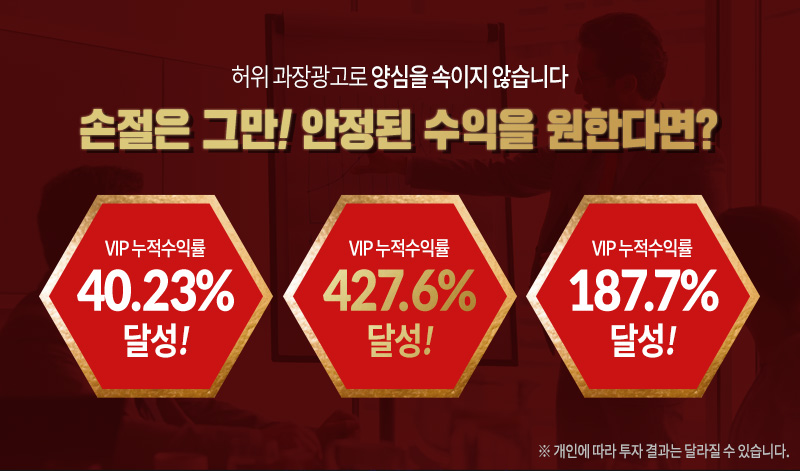 허위 과장광고로 양심을 속이지 않습니다
손절은 그만! 안정된 수익을 원한다면?
VIP 누적수익률
40.23%
달성!
VIP 누적수익률
427.6%
달성!
VIP 누적수익률
187.7%
달성!
※ 개인에 따라 투자 결과는 달라질 수 있습니다.